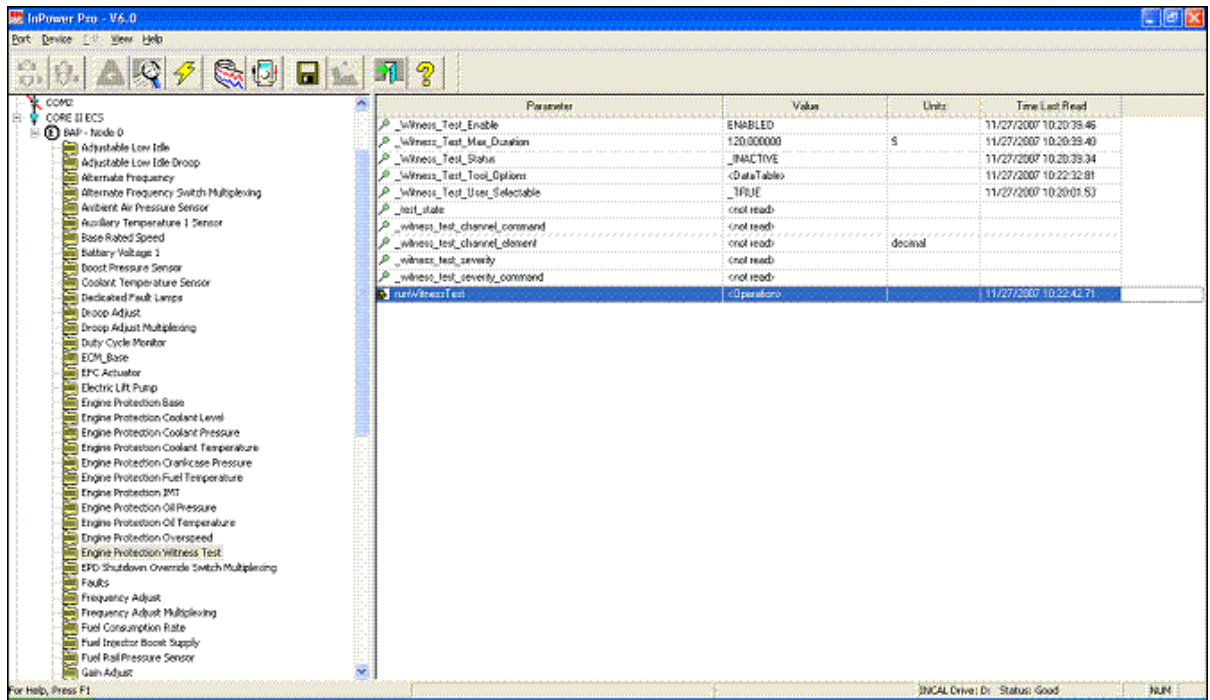 InPower Pro - V6.0
Port Device Edit View Help
COM2
CORE II ECS
BAP - Node 0
Adjustable Low Idle
Adjustable Low Idle Droop
Alternate Frequency
Alternate Frequency Switch Multiplexing
Ambient Air Pressure Sensor
Auxiliary Temperature 1 Sensor
Base Rated Speed
Battery Voltage 1
Boost Pressure Sensor
Coolant Temperature Sensor
Dedicated Fault Lamps
Droop Adjust
Droop Adjust Multiplexing
Duty Cycle Monitor
ECM_Base
EFC Actuator
Electric Lift Pump
Engine Protection Base
Engine Protection Coolant Level
Engine Protection Coolant Pressure
Engine Protection Coolant Temperature
Engine Protection Crankcase Pressure
Engine Protection Fuel Temperature
Engine Protection IMT
Engine Protection Oil Pressure
Engine Protection Oil Temperature
Engine Protection Overspeed
Engine Protection Witness Test
EPD Shutdown Override Switch Multiplexing
Faults
Frequency Adjust
Frequency Adjust Multiplexing
Fuel Consumption Rate
Fuel Injector Boost Supply
Fuel Rail Pressure Sensor
Gain Adjust
Parameter Value Units Time Last Read
_Witness_Test_Enable ENABLED 11/27/2007 10:20:39.46
_Witness_Test_Max_Duration 120.000000 S 11/27/2007 10:20:39.40
_Witness_Test_Status _INACTIVE 11/27/2007 10:20:39.34
_Witness_Test_Tool_Options <DataTable> 11/27/2007 10:22:32.81
_Witness_Test_User_Selectable _TRUE 11/27/2007 10:20:01.53
_test_state <not read>
_witness_test_channel_command <not read>
_witness_test_channel_element <not read> decimal
_witness_test_severity <not read>
_witness_test_severity_command <not read>
runWitnessTest <Operation> 11/27/2007 10:22:42.71
For Help, Press F1 INCAL Drive: D: Status: Good NUM